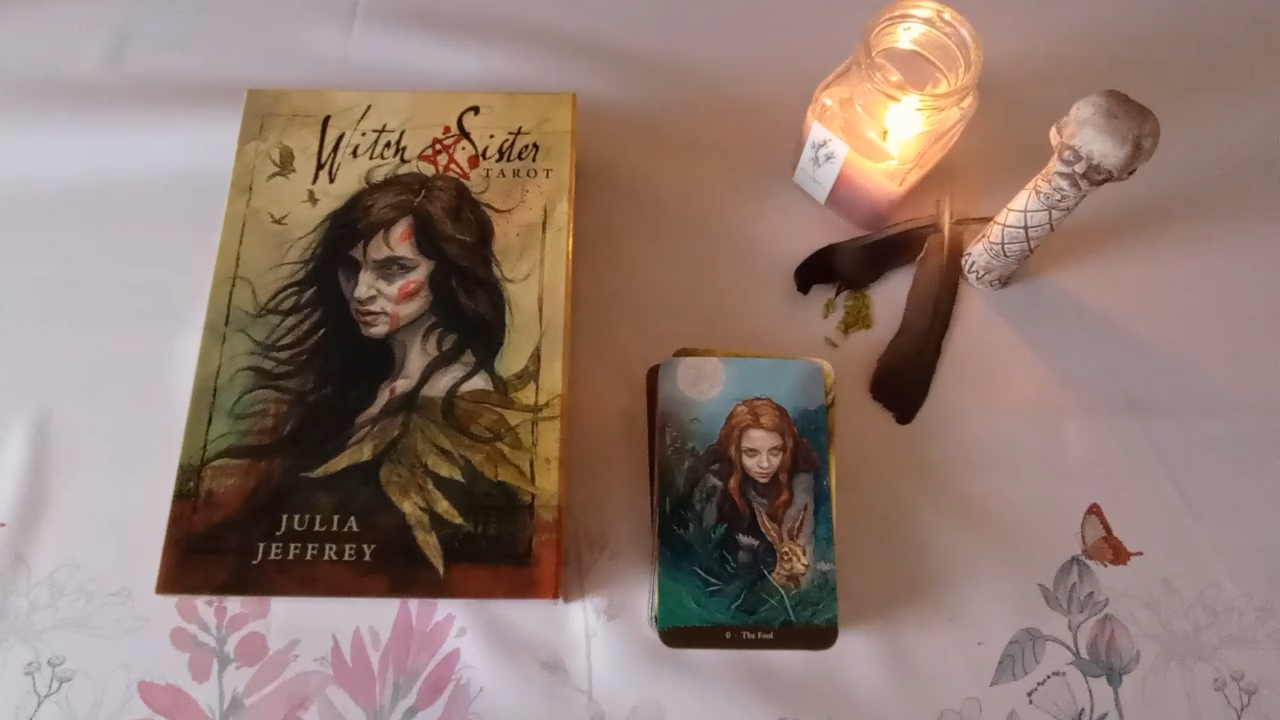 Witch Sister
TAROT
JULIA
JEFFREY
0 · The Fool